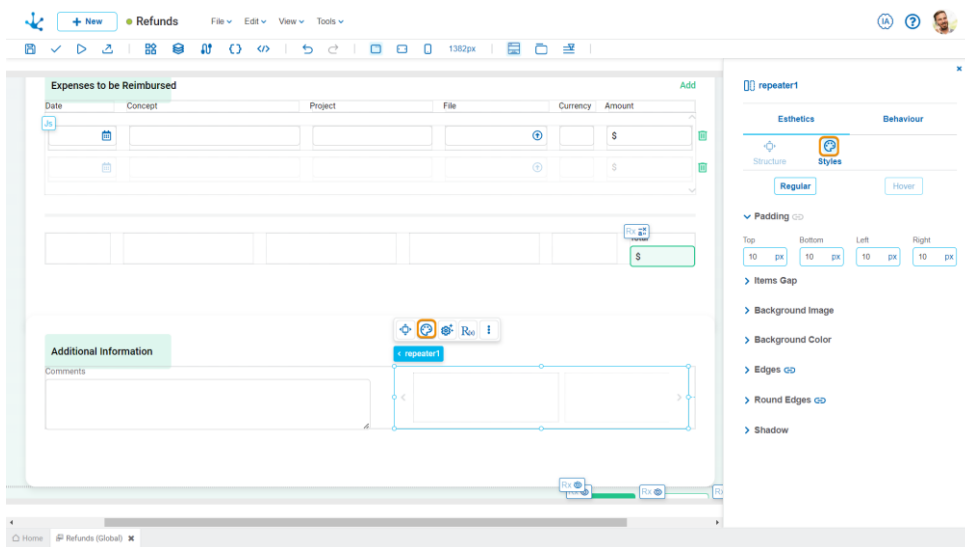 + New
Refunds
File
Edit
View
Tools
IA
?
1382px
Expenses to be Reimbursed
Add
Date
Concept
Project
File
Currency
Amount
Js
$
$
Rx
Total
$
R(x)
repeater1
Additional Information
Comments
Rx
Rx
Rx
Rx
Home
Refunds (Global)
repeater1
Esthetics
Behaviour
Structure
Styles
Regular
Hover
Padding
Top
Bottom
Left
Right
10 px
10 px
10 px
10 px
Items Gap
Background Image
Background Color
Edges
Round Edges
Shadow